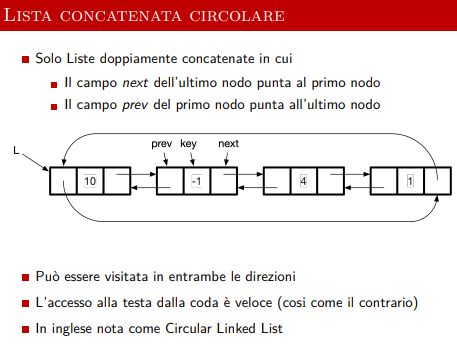 Lista concatenata circolare
Solo Liste doppiamente concatenate in cui
Il campo next dell'ultimo nodo punta al primo nodo
Il campo prev del primo nodo punta all'ultimo nodo
L
prev key next
10 -1 4 1
Può essere visitata in entrambe le direzioni
L'accesso alla testa dalla coda è veloce (cosi come il contrario)
In inglese nota come Circular Linked List